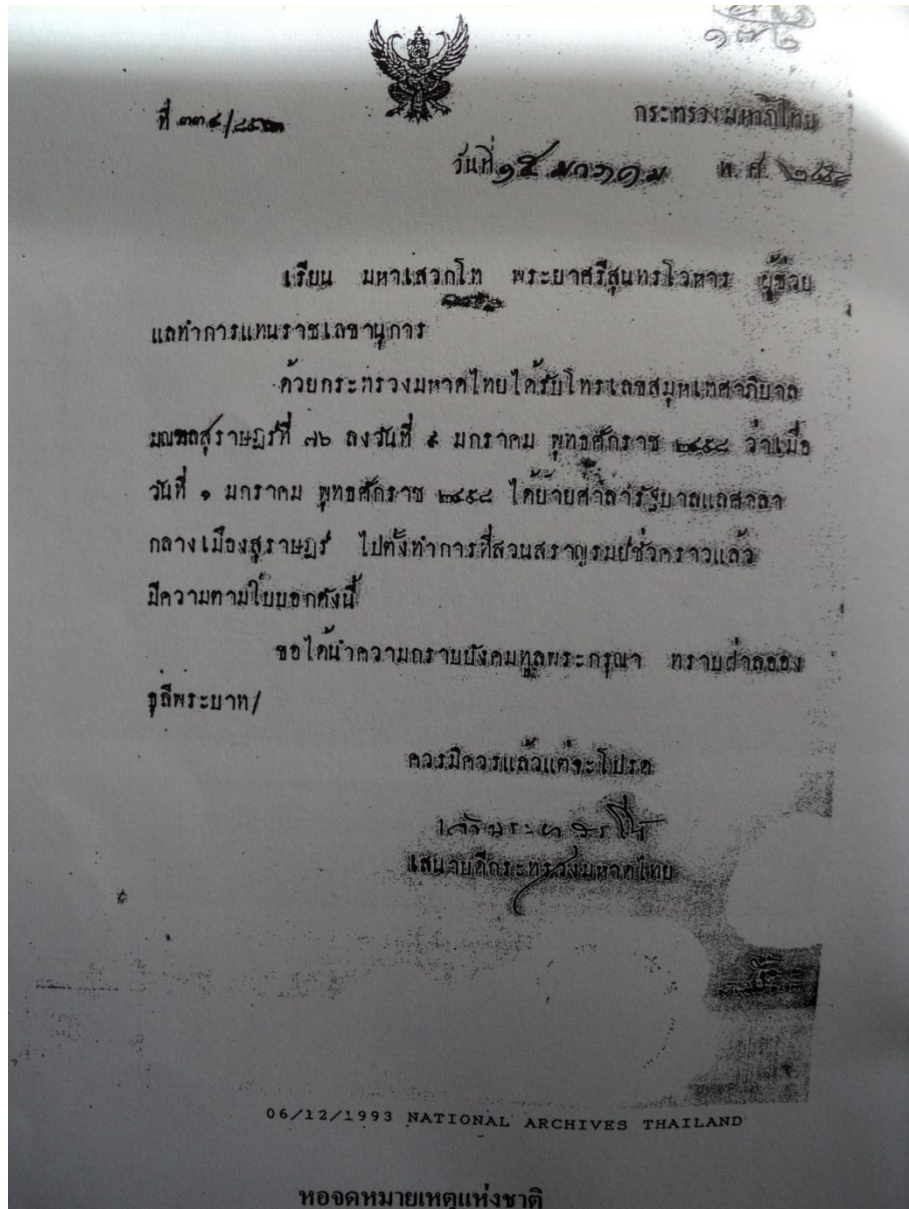 ๑๗๒
ที่
กระทรวงมหาดไทย
วันที่ ๑๕ มกราคม พ.ศ. ๒๔๕๘
เรียน มหาเสวกโท พระยาศรีสุนทรโวหาร ผู้ช่วย
แลทำการแทนราชเลขานุการ
ด้วยกระทรวงมหาดไทยได้รับโทรเลขสมุหเทศาภิบาล
มณฑลสุราษฎร์ที่ ๗๖ ลงวันที่ ๙ มกราคม พุทธศักราช ๒๔๕๘ ว่าเมื่อ
วันที่ ๑ มกราคม พุทธศักราช ๒๔๕๘ ได้ย้ายศาลารัฐบาลแลศาลา
กลางเมืองสุราษฎร์ ไปตั้งทำการที่สวนสราญรมย์ชั่วคราวแล้ว
มีความตามใบบอกดังนี้
ขอได้นำความกราบบังคมทูลพระกรุณา ทราบฝ่าลออง
ธุลีพระบาท/
ควรมิควรแล้วแต่จะโปรด
เสนาบดีกระทรวงมหาดไทย
06/12/1993 NATIONAL ARCHIVES THAILAND
หอจดหมายเหตุแห่งชาติ